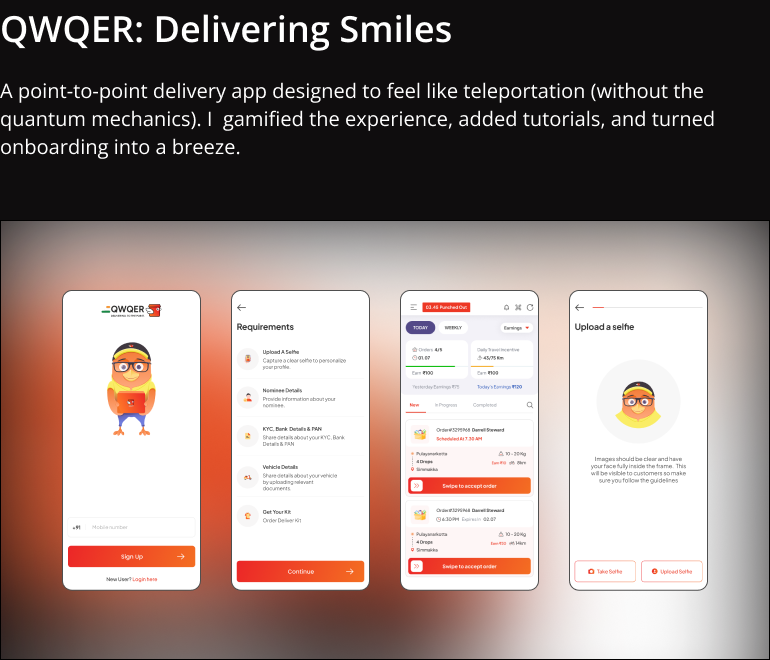 QWQER: Delivering Smiles
A point-to-point delivery app designed to feel like teleportation (without the
quantum mechanics). I  gamified the experience, added tutorials, and turned
onboarding into a breeze.
QWQER
+91 Mobile number
Sign Up
New User? Login here
Requirements
Upload A Selfie
Capture a clear selfie to personalize
your profile.
Nominee Details
Provide information about your
nominee.
KYC, Bank Details & PAN
Share details about your KYC, Bank
Details & PAN
Vehicle Details
Share details about your vehicle
by uploading relevant
documents.
Get Your Kit
Order Deliver Kit
Continue
03:45 Punched Out
TODAY WEEKLY Earnings
Orders 4/5
01.07
Earn ₹100
Daily Travel Incentive
43/75 Km
Earn ₹100
Yesterday Earnings ₹75 Today's Earnings ₹120
New In Progress Completed
Order#3295968 Darrell Steward
Scheduled At 7:30 AM
Pulayanarkotta 10 - 20 Kg
4 Drops
Simmakka
Swipe to accept order
Order#3295968 Darrell Steward
6:30 PM Expires in 02.07
Pulayanarkotta 10 - 20 Kg
4 Drops
Simmakka
Swipe to accept order
Upload a selfie
Images should be clear and have
your face fully inside the frame. This
will be visible to customers so make
sure you follow the guidelines
Take Selfie
Upload Selfie